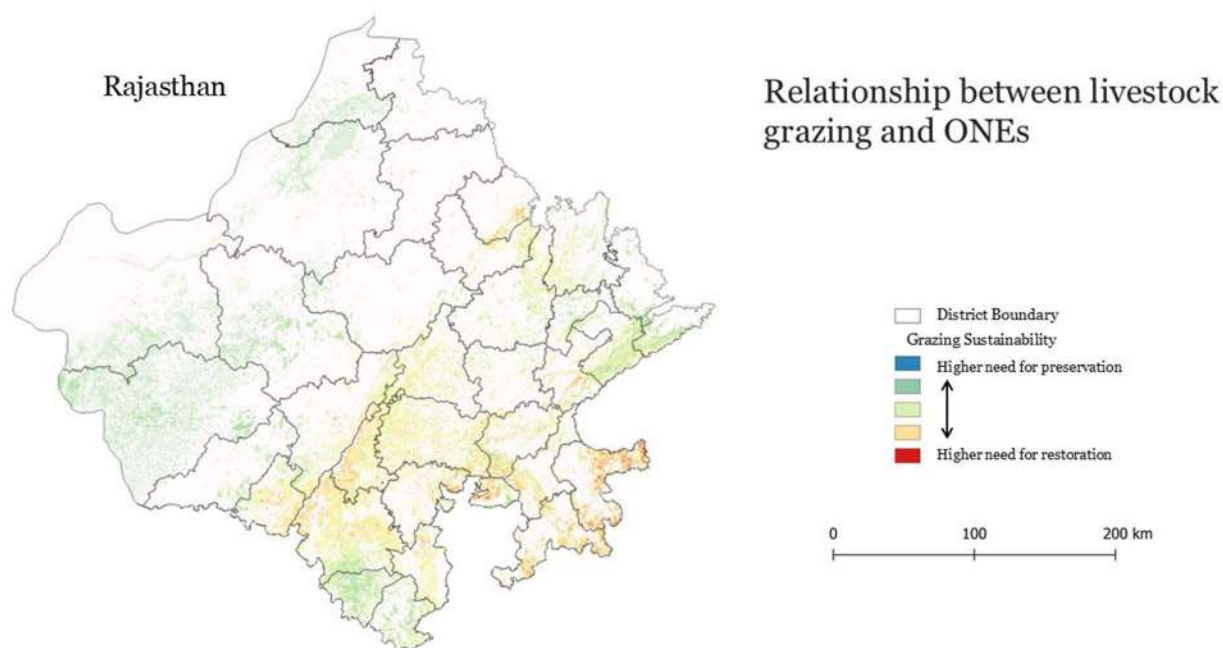 Rajasthan
Relationship between livestock
grazing and ONEs
District Boundary
Grazing Sustainability
Higher need for preservation
Higher need for restoration
0 100 200 km